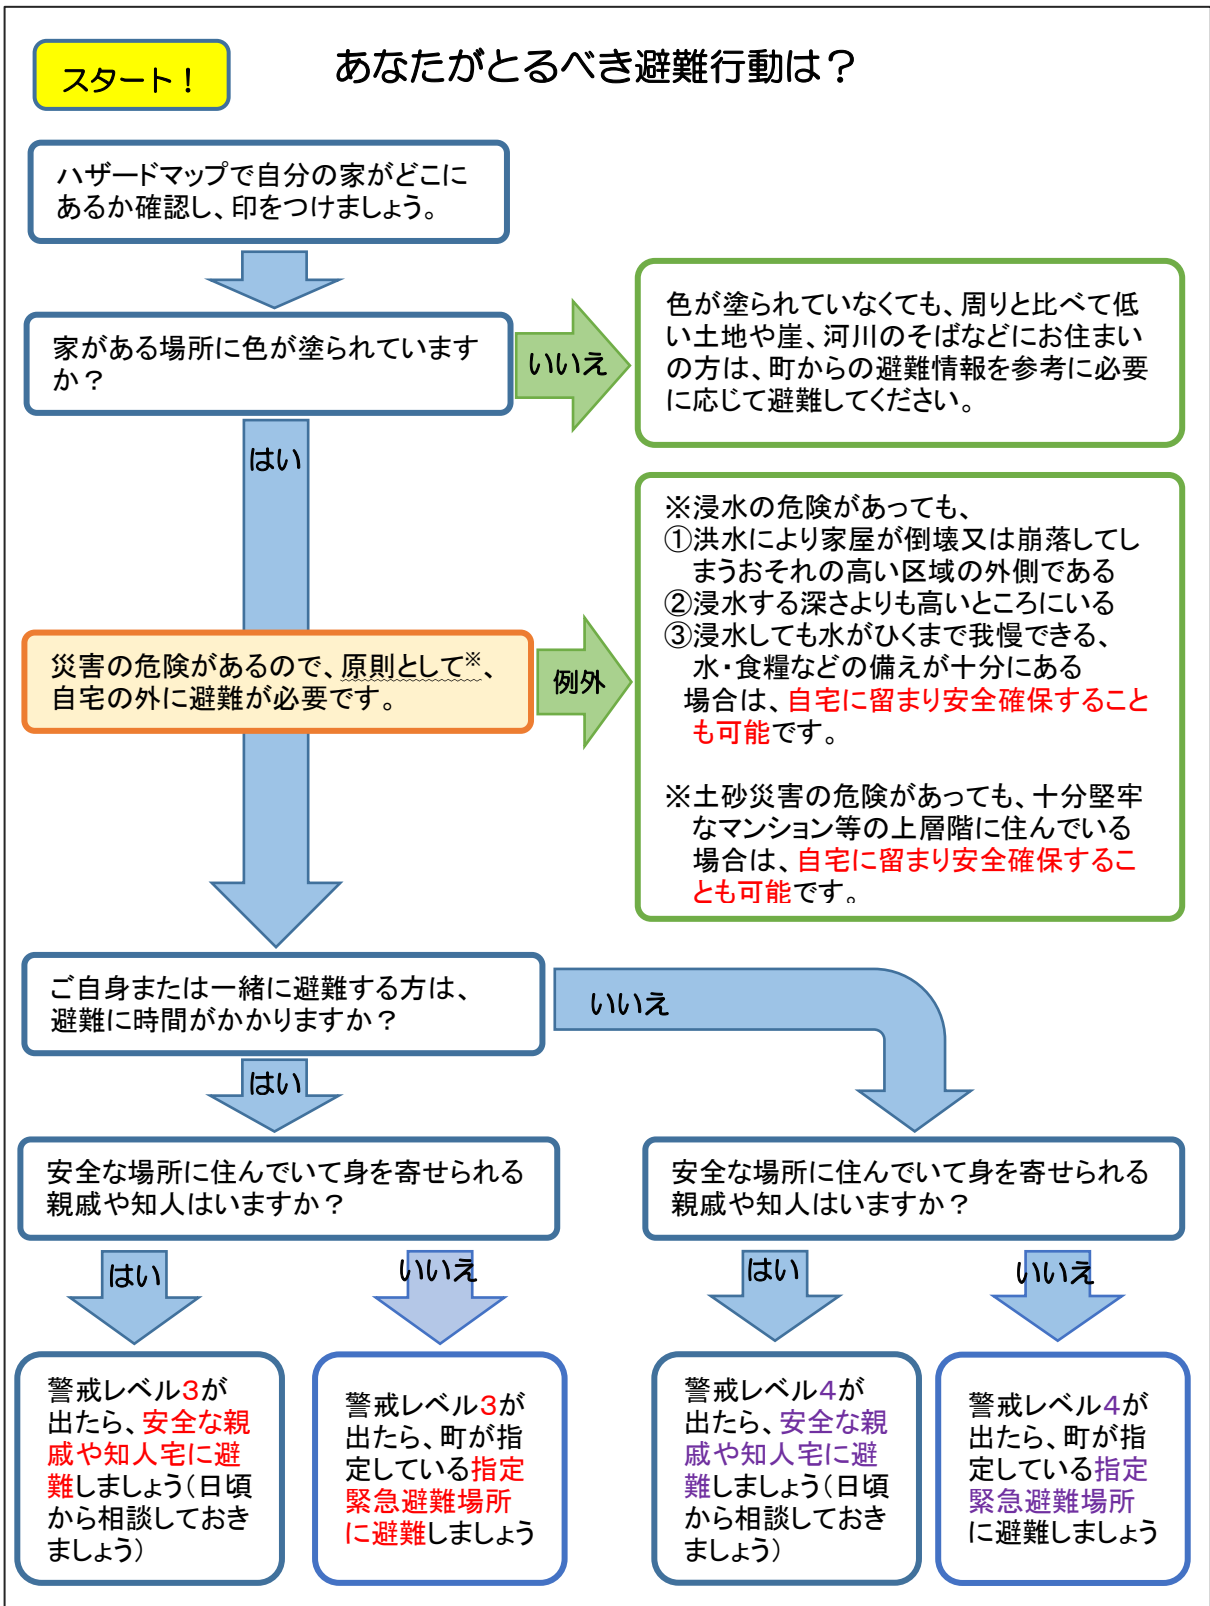 スタート！
あなたがとるべき避難行動は？
ハザードマップで自分の家がどこに
あるか確認し、印をつけましょう。
家がある場所に色が塗られています
か？
いいえ
色が塗られていなくても、周りと比べて低
い土地や崖、河川のそばなどにお住まい
の方は、町からの避難情報を参考に必要
に応じて避難してください。
はい
災害の危険があるので、原則として※、
自宅の外に避難が必要です。
例外
※浸水の危険があっても、
①洪水により家屋が倒壊又は崩落してし
まうおそれの高い区域の外側である
②浸水する深さよりも高いところにいる
③浸水しても水がひくまで我慢できる、
水・食糧などの備えが十分にある
場合は、自宅に留まり安全確保すること
も可能です。
※土砂災害の危険があっても、十分堅牢
なマンション等の上層階に住んでいる
場合は、自宅に留まり安全確保するこ
とも可能です。
ご自身または一緒に避難する方は、
避難に時間がかかりますか？
いいえ
はい
安全な場所に住んでいて身を寄せられる
親戚や知人はいますか？
安全な場所に住んでいて身を寄せられる
親戚や知人はいますか？
はい
いいえ
はい
いいえ
警戒レベル３が
出たら、安全な親
戚や知人宅に避
難しましょう（日頃
から相談しておき
ましょう）
警戒レベル３が
出たら、町が指
定している指定
緊急避難場所
に避難しましょう
警戒レベル４が
出たら、安全な親
戚や知人宅に避
難しましょう（日頃
から相談しておき
ましょう）
警戒レベル４が
出たら、町が指
定している指定
緊急避難場所
に避難しましょう